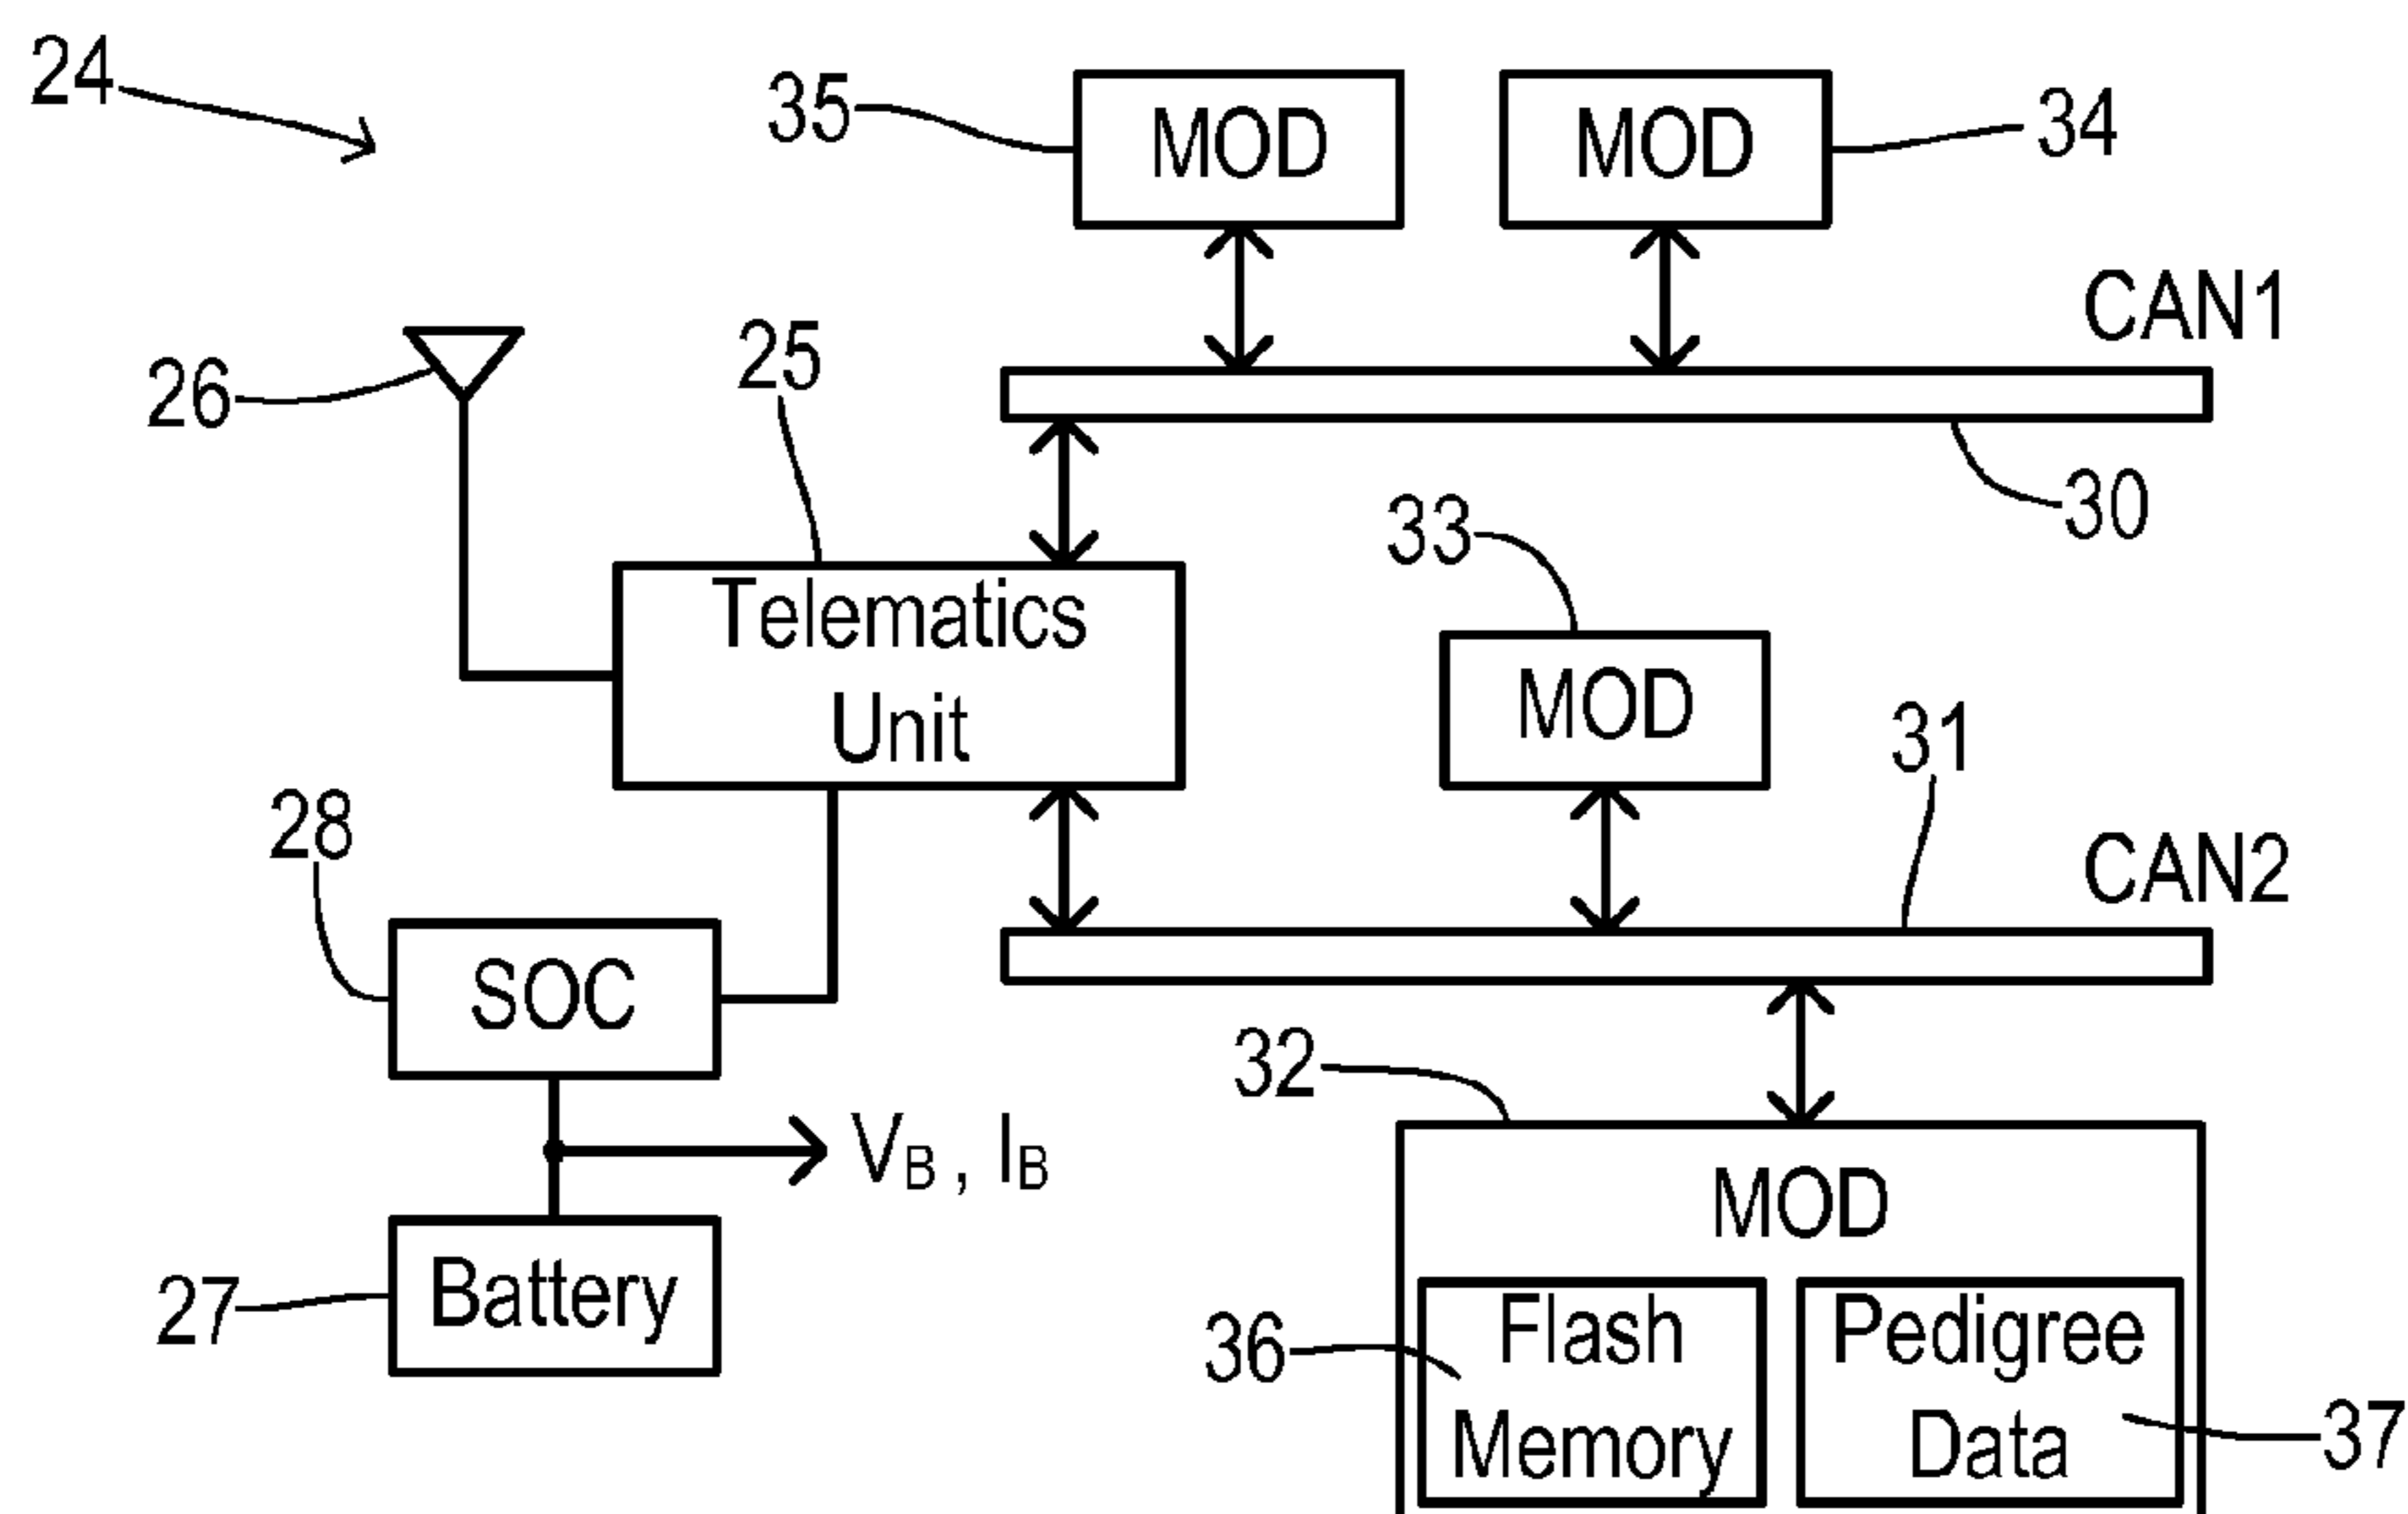 24
35
MOD
MOD
34
CAN1
26
25
30
33
Telematics
Unit
MOD
31
28
CAN2
SOC
32
VB , IB
MOD
27
Battery
36
Flash
Memory
Pedigree
Data
37